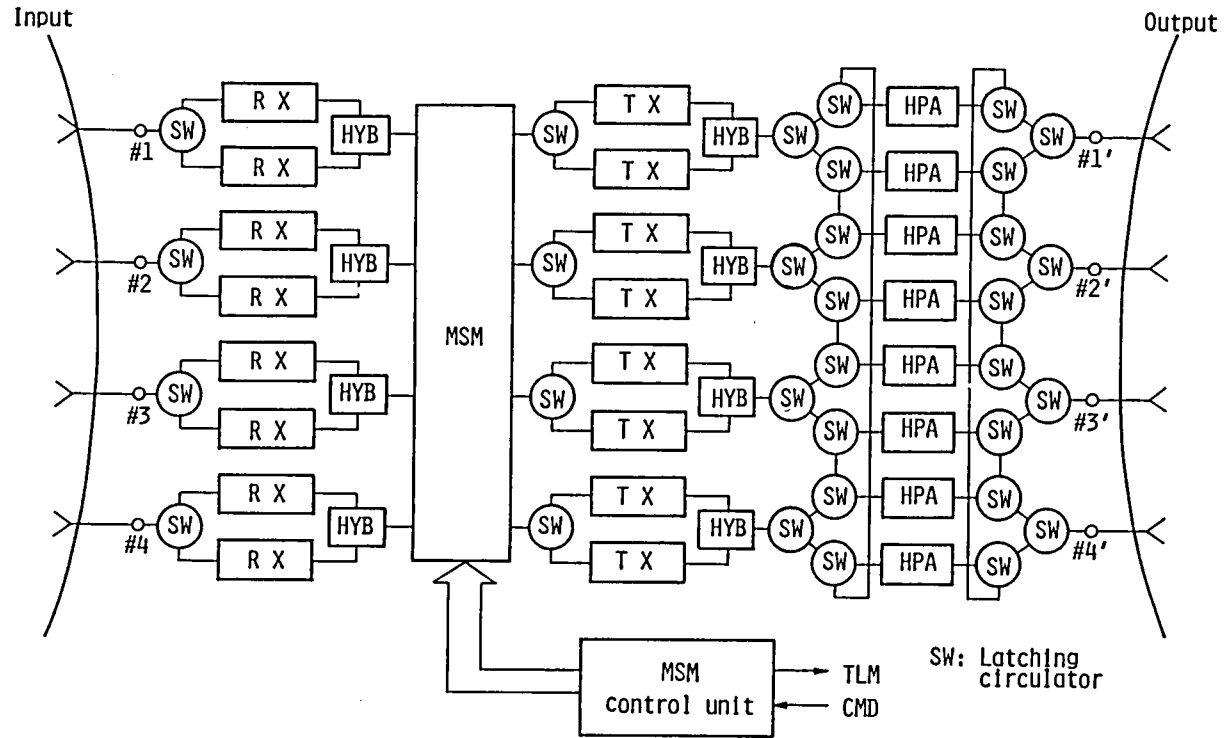 Input
Output
R X
T X
SW
HPA
SW
SW
HYB
SW
HYB
SW
SW
#1
R X
T X
SW
HPA
SW
#1'
R X
T X
SW
HPA
SW
SW
HYB
SW
HYB
SW
SW
#2
R X
T X
SW
HPA
SW
#2'
MSM
R X
T X
SW
HPA
SW
SW
HYB
SW
HYB
SW
SW
#3
R X
T X
SW
HPA
SW
#3'
R X
T X
SW
HPA
SW
SW
HYB
SW
HYB
SW
SW
#4
R X
T X
SW
HPA
SW
#4'
MSM
control unit
TLM
CMD
SW: Latching
circulator